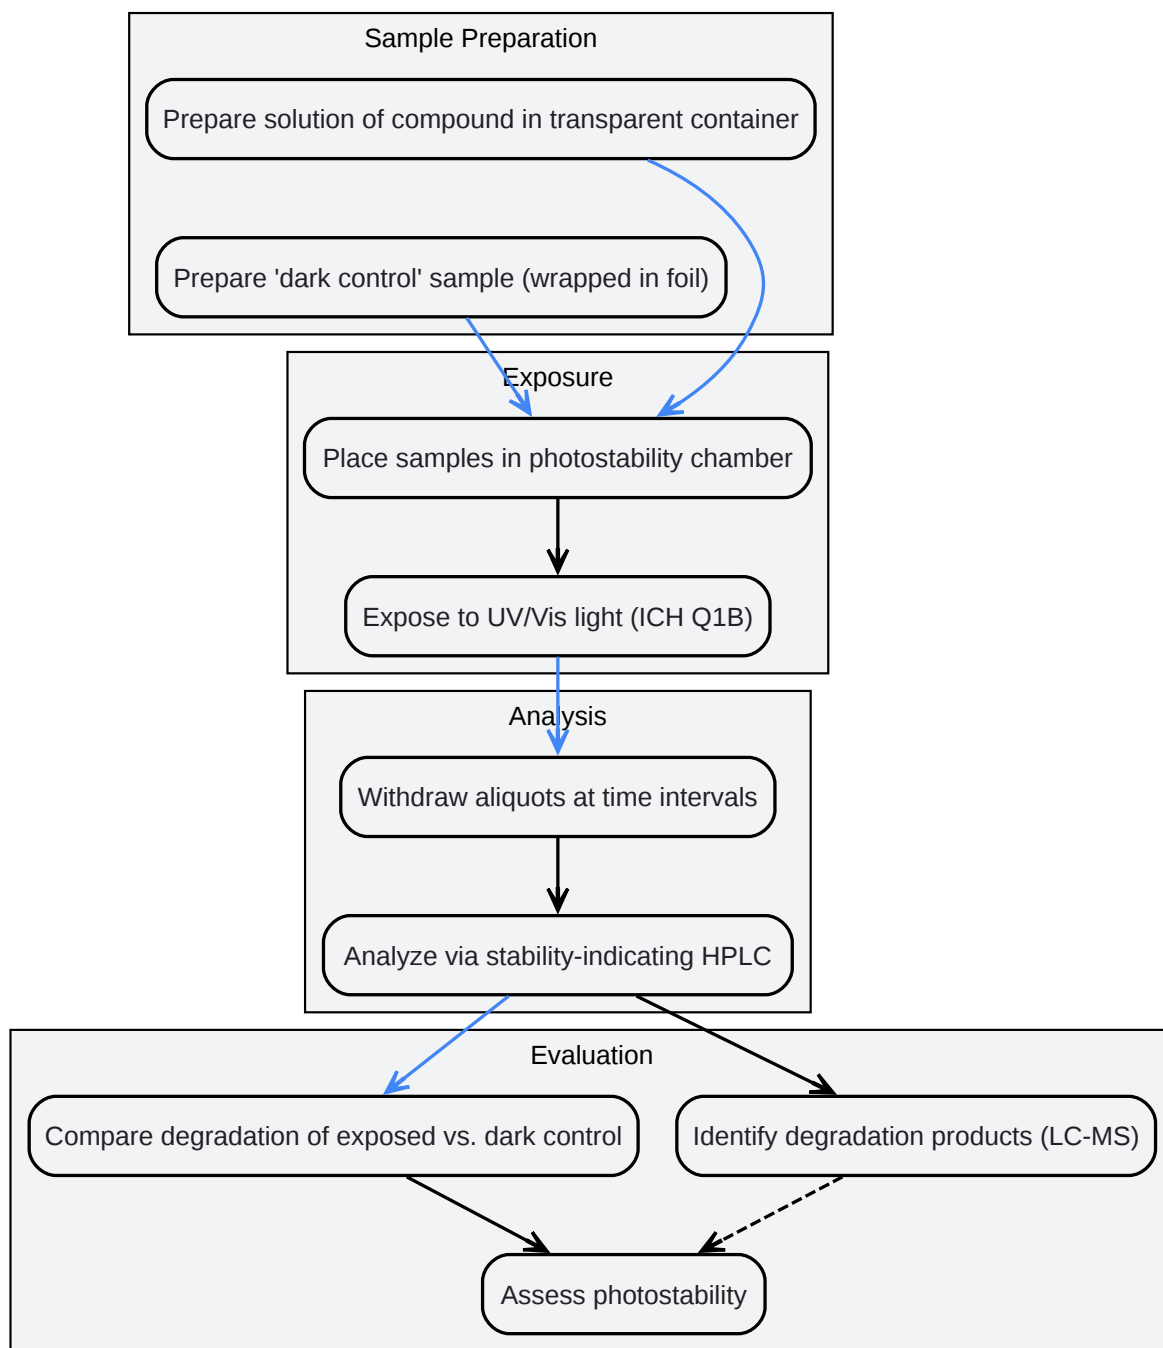 Sample Preparation
Prepare solution of compound in transparent container
Prepare 'dark control' sample (wrapped in foil)
Exposure
Place samples in photostability chamber
Expose to UV/Vis light (ICH Q1B)
Analysis
Withdraw aliquots at time intervals
Analyze via stability-indicating HPLC
Evaluation
Compare degradation of exposed vs. dark control
Identify degradation products (LC-MS)
Assess photostability